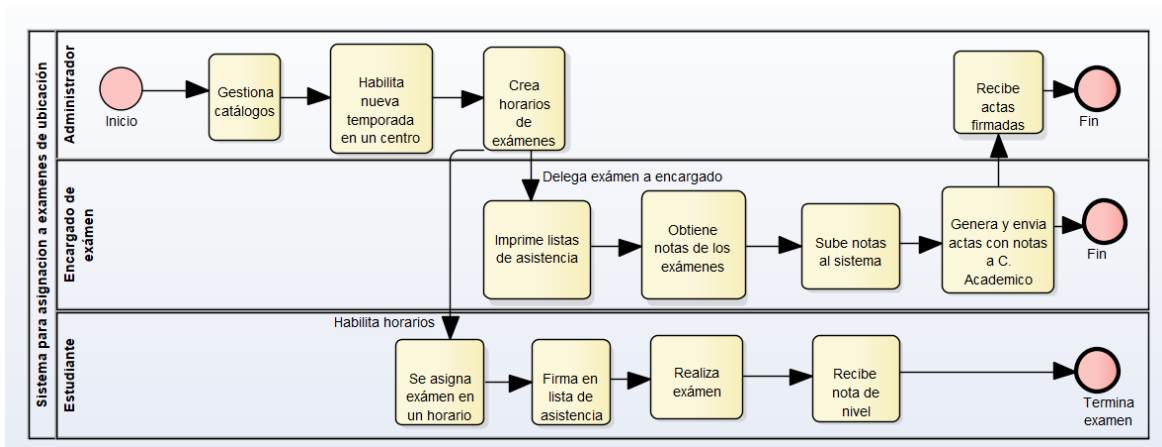 Sistema para asignacion a examenes de ubicación
Administrador
Inicio
Gestiona
catálogos
Habilita
nueva
temporada
en un centro
Crea
horarios
de
exámenes
Recibe
actas
firmadas
Fin
Encargado de
exámen
Delega exámen a encargado
Imprime listas
de asistencia
Obtiene
notas de los
exámenes
Sube notas
al sistema
Genera y envia
actas con notas
a C.
Academico
Fin
Estudiante
Habilita horarios
Se asigna
exámen en
un horario
Firma en
lista de
asistencia
Realiza
exámen
Recibe
nota de
nivel
Termina
examen